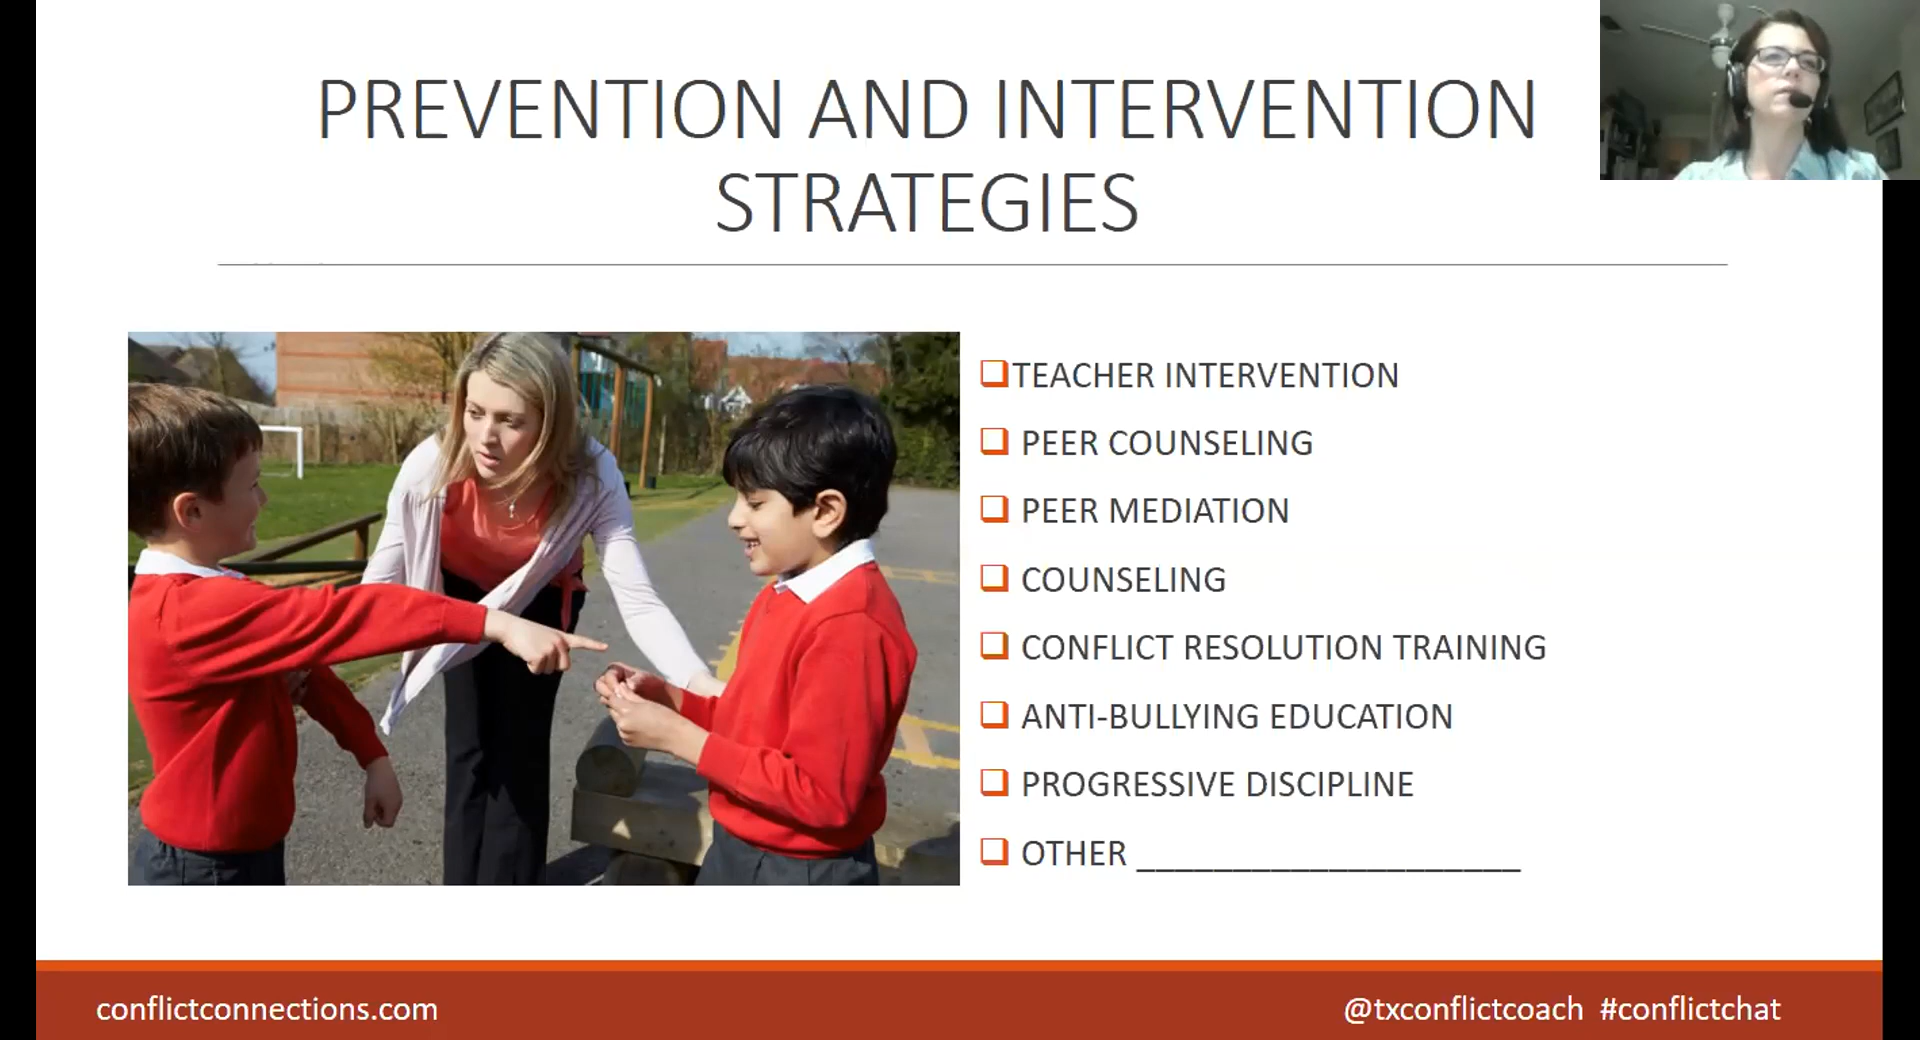 PREVENTION AND INTERVENTION
STRATEGIES
TEACHER INTERVENTION
PEER COUNSELING
PEER MEDIATION
COUNSELING
CONFLICT RESOLUTION TRAINING
ANTI-BULLYING EDUCATION
PROGRESSIVE DISCIPLINE
OTHER ____________________
conflictconnections.com
@txconflictcoach #conflictchat